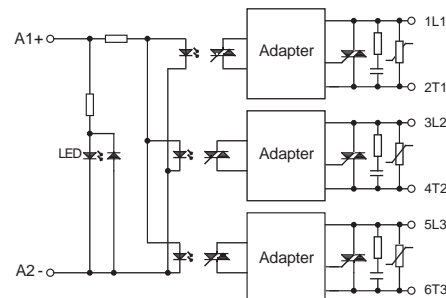 1L1
A1+
Adapter
2T1
3L2
LED
Adapter
4T2
5L3
A2 -
Adapter
6T3